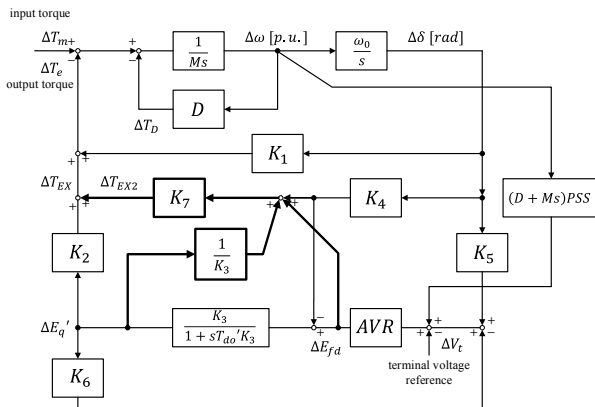 input torque
ΔT_m + −
ΔT_e
output torque
+ −
1
Ms
Δω [p.u.]
ω_0
s
Δδ [rad]
D
ΔT_D
+ +
K_1
ΔT_EX
ΔT_EX2
+ +
K_7
+ +
K_4
(D + Ms)PSS
K_2
1
K_3
K_5
ΔE_q'
K_3
1 + sT_do'K_3
−
+
ΔE_fd
AVR
+
+ −
ΔV_t
+
+ −
K_6
terminal voltage
reference